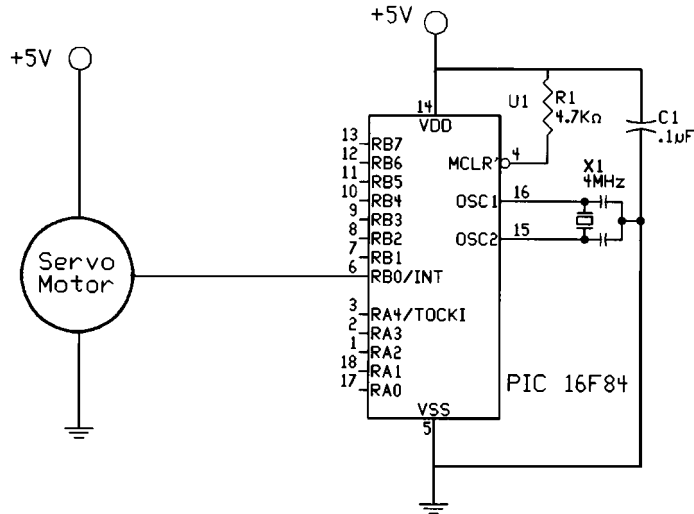 +5V
+5V
14
VDD
U1
R1
4.7KΩ
C1
.1µF
13 RB7
12 RB6
11 RB5
10 RB4
9 RB3
8 RB2
7 RB1
6 RB0/INT
3 RA4/TOCKI
2 RA3
1 RA2
18 RA1
17 RA0
MCLR' 4
X1
4MHz
OSC1 16
OSC2 15
Servo
Motor
PIC 16F84
VSS
5